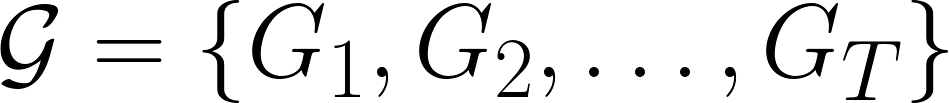 𝒢 = {G₁, G₂, . . . , G_T}